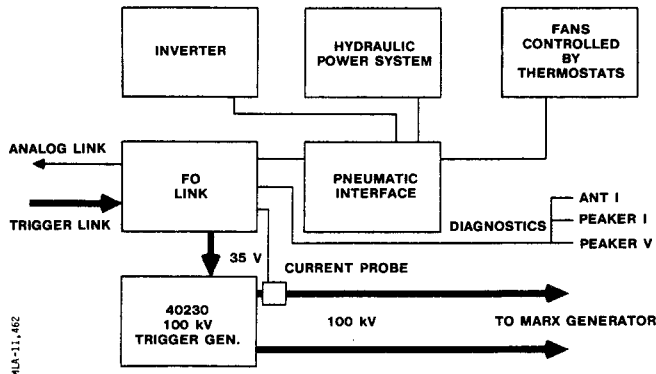 INVERTER
HYDRAULIC
POWER SYSTEM
FANS
CONTROLLED
BY
THERMOSTATS
ANALOG LINK
TRIGGER LINK
FO
LINK
PNEUMATIC
INTERFACE
DIAGNOSTICS
ANT I
PEAKER I
PEAKER V
35 V
CURRENT PROBE
40230
100 kV
TRIGGER GEN.
100 kV
TO MARX GENERATOR
MLA-11,462